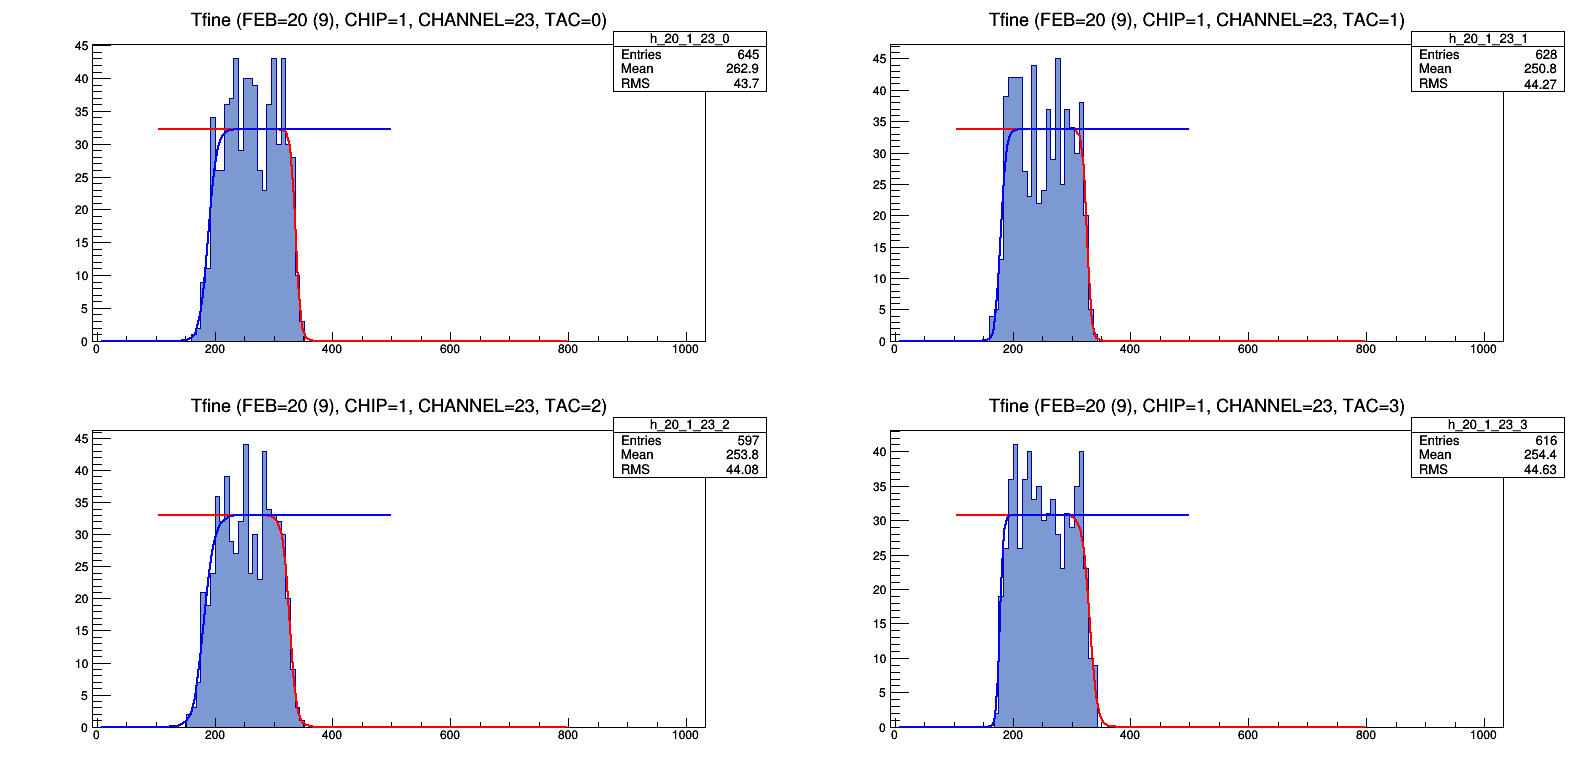 Tfine (FEB=20 (9), CHIP=1, CHANNEL=23, TAC=0)
h_20_1_23_0
Entries 645
Mean 262.9
RMS 43.7
45
40
35
30
25
20
15
10
5
0
0 200 400 600 800 1000
Tfine (FEB=20 (9), CHIP=1, CHANNEL=23, TAC=1)
h_20_1_23_1
Entries 628
Mean 250.8
RMS 44.27
45
40
35
30
25
20
15
10
5
0
0 200 400 600 800 1000
Tfine (FEB=20 (9), CHIP=1, CHANNEL=23, TAC=2)
h_20_1_23_2
Entries 597
Mean 253.8
RMS 44.08
45
40
35
30
25
20
15
10
5
0
0 200 400 600 800 1000
Tfine (FEB=20 (9), CHIP=1, CHANNEL=23, TAC=3)
h_20_1_23_3
Entries 616
Mean 254.4
RMS 44.63
40
35
30
25
20
15
10
5
0
0 200 400 600 800 1000